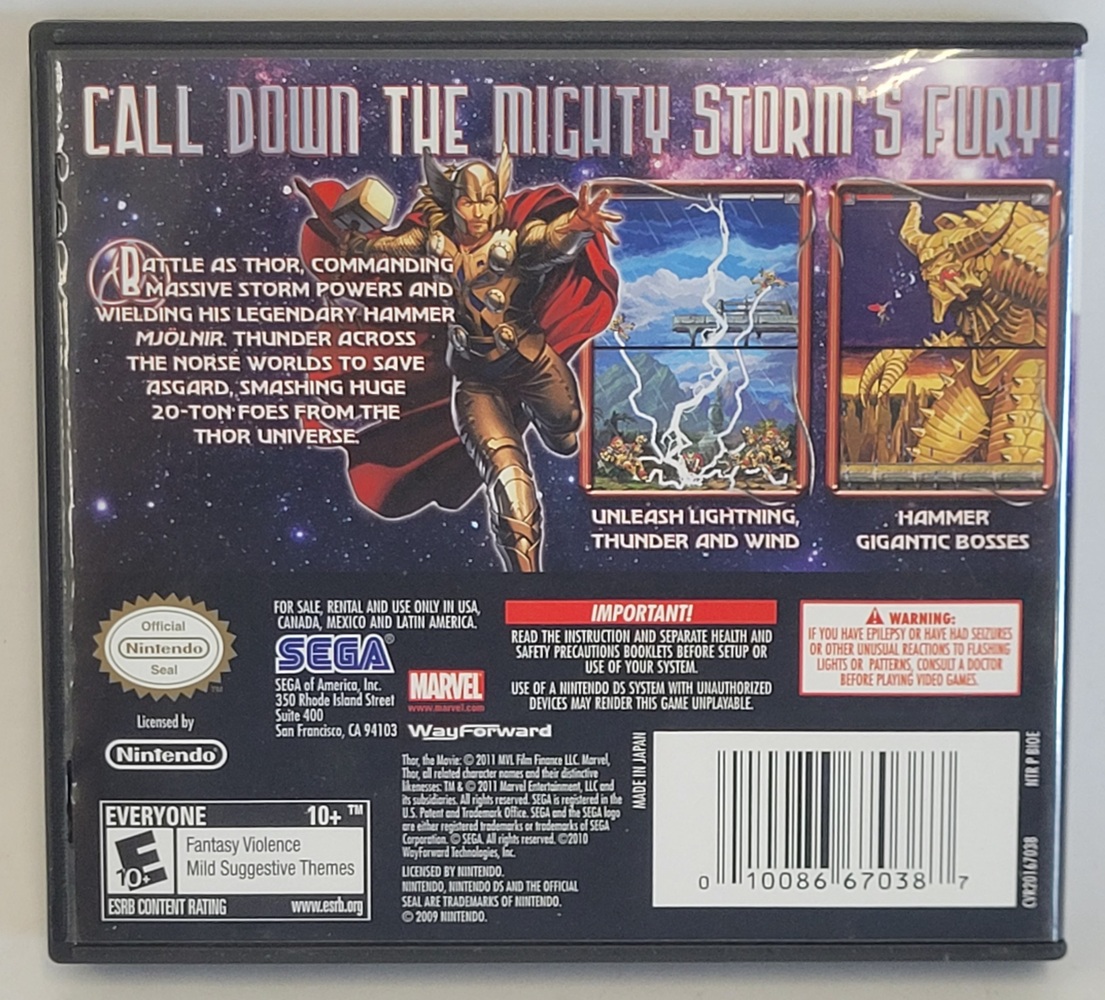 CALL DOWN THE MIGHTY STORM'S FURY!
BATTLE AS THOR, COMMANDING
MASSIVE STORM POWERS AND
WIELDING HIS LEGENDARY HAMMER
MJÖLNIR. THUNDER ACROSS
THE NORSE WORLDS TO SAVE
ASGARD, SMASHING HUGE
20-TON FOES FROM THE
THOR UNIVERSE.
UNLEASH LIGHTNING,
THUNDER AND WIND
HAMMER
GIGANTIC BOSSES
Official
Nintendo
Seal
TM
Licensed by
Nintendo
FOR SALE, RENTAL AND USE ONLY IN USA,
CANADA, MEXICO AND LATIN AMERICA.
SEGA®
SEGA of America, Inc.
350 Rhode Island Street
Suite 400
San Francisco, CA 94103
MARVEL
www.marvel.com
WayForward
IMPORTANT!
READ THE INSTRUCTION AND SEPARATE HEALTH AND
SAFETY PRECAUTIONS BOOKLETS BEFORE SETUP OR
USE OF YOUR SYSTEM.
USE OF A NINTENDO DS SYSTEM WITH UNAUTHORIZED
DEVICES MAY RENDER THIS GAME UNPLAYABLE.
WARNING:
IF YOU HAVE EPILEPSY OR HAVE HAD SEIZURES
OR OTHER UNUSUAL REACTIONS TO FLASHING
LIGHTS OR PATTERNS, CONSULT A DOCTOR
BEFORE PLAYING VIDEO GAMES.
EVERYONE 10+ ™
E 10+
Fantasy Violence
Mild Suggestive Themes
ESRB CONTENT RATING www.esrb.org
Thor, the Movie: © 2011 MVL Film Finance LLC. Marvel,
Thor, all related character names and their distinctive
likenesses: TM & © 2011 Marvel Entertainment, LLC and
its subsidiaries. All rights reserved. SEGA is registered in the
U.S. Patent and Trademark Office. SEGA and the SEGA logo
are either registered trademarks or trademarks of SEGA
Corporation. © SEGA. All rights reserved. ©2010
WayForward Technologies, Inc.
LICENSED BY NINTENDO.
NINTENDO, NINTENDO DS AND THE OFFICIAL
SEAL ARE TRADEMARKS OF NINTENDO.
© 2009 NINTENDO.
MADE IN JAPAN
0 10086 67038 7
NTR P BIOE
CVR20167038